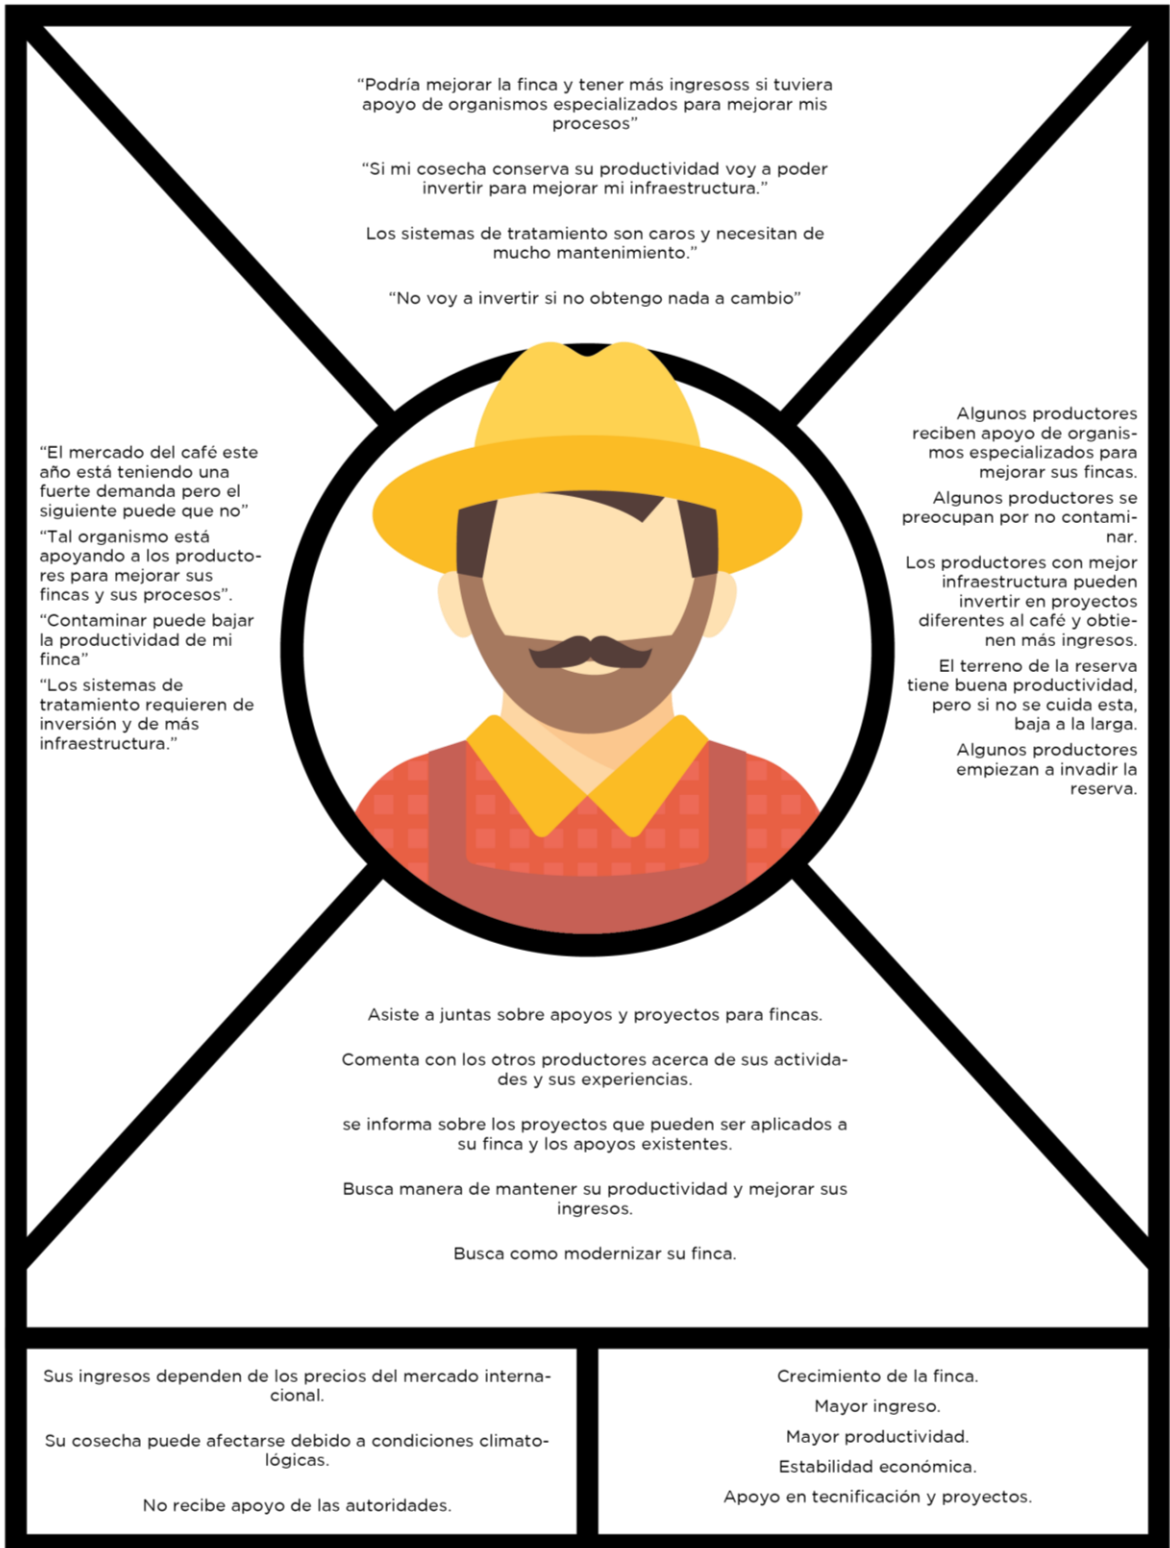 “Podría mejorar la finca y tener más ingresoss si tuviera
apoyo de organismos especializados para mejorar mis
procesos”
“Si mi cosecha conserva su productividad voy a poder
invertir para mejorar mi infraestructura.”
Los sistemas de tratamiento son caros y necesitan de
mucho mantenimiento.”
“No voy a invertir si no obtengo nada a cambio”
“El mercado del café este
año está teniendo una
fuerte demanda pero el
siguiente puede que no”
“Tal organismo está
apoyando a los producto-
res para mejorar sus
fincas y sus procesos”.
“Contaminar puede bajar
la productividad de mi
finca”
“Los sistemas de
tratamiento requieren de
inversión y de más
infraestructura.”
Algunos productores
reciben apoyo de organis-
mos especializados para
mejorar sus fincas.
Algunos productores se
preocupan por no contami-
nar.
Los productores con mejor
infraestructura pueden
invertir en proyectos
diferentes al café y obtie-
nen más ingresos.
El terreno de la reserva
tiene buena productividad,
pero si no se cuida esta,
baja a la larga.
Algunos productores
empiezan a invadir la
reserva.
Asiste a juntas sobre apoyos y proyectos para fincas.
Comenta con los otros productores acerca de sus activida-
des y sus experiencias.
se informa sobre los proyectos que pueden ser aplicados a
su finca y los apoyos existentes.
Busca manera de mantener su productividad y mejorar sus
ingresos.
Busca como modernizar su finca.
Sus ingresos dependen de los precios del mercado interna-
cional.
Su cosecha puede afectarse debido a condiciones climato-
lógicas.
No recibe apoyo de las autoridades.
Crecimiento de la finca.
Mayor ingreso.
Mayor productividad.
Estabilidad económica.
Apoyo en tecnificación y proyectos.